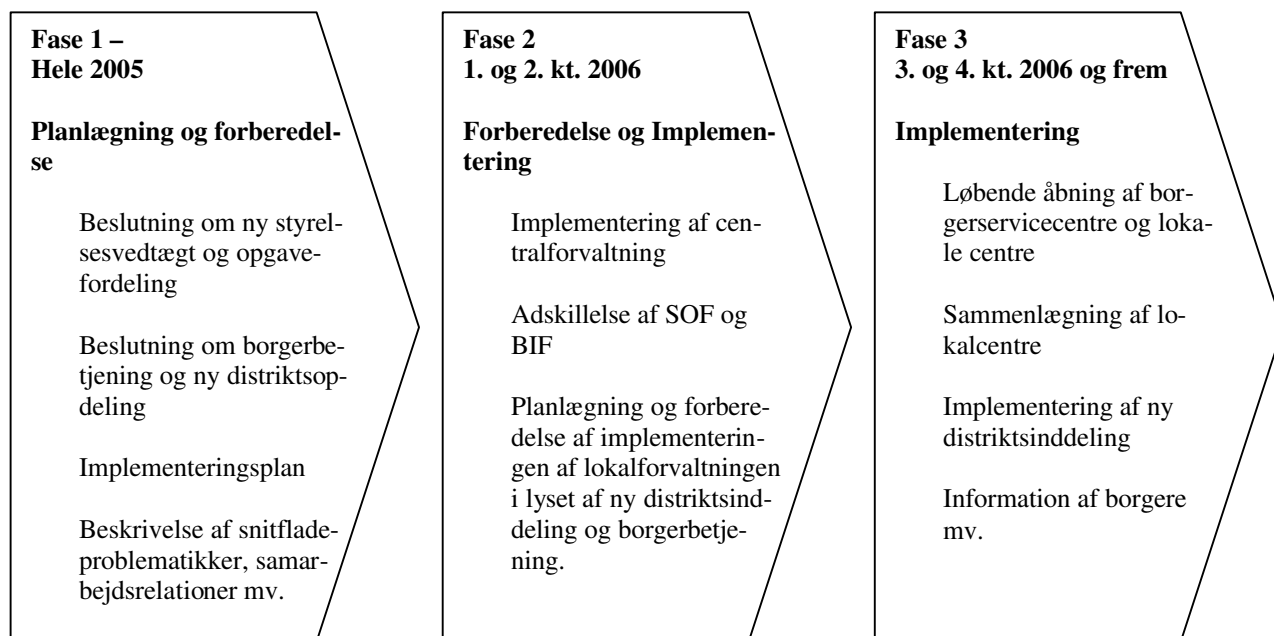 Fase 1 –
Hele 2005
Planlægning og forberedel-
se
Beslutning om ny styrel-
sesvedtægt og opgave-
fordeling
Beslutning om borgerbe-
tjening og ny distriktsop-
deling
Implementeringsplan
Beskrivelse af snitflade-
problematikker, samar-
bejdsrelationer mv.
Fase 2
1. og 2. kt. 2006
Forberedelse og Implemen-
tering
Implementering af cen-
tralforvaltning
Adskillelse af SOF og
BIF
Planlægning og forbere-
delse af implementerin-
gen af lokalforvaltningen
i lyset af ny distriktsind-
deling og borgerbetje-
ning.
Fase 3
3. og 4. kt. 2006 og frem
Implementering
Løbende åbning af bor-
gerservicecentre og loka-
le centre
Sammenlægning af lo-
kalcentre
Implementering af ny
distriktsinddeling
Information af borgere
mv.